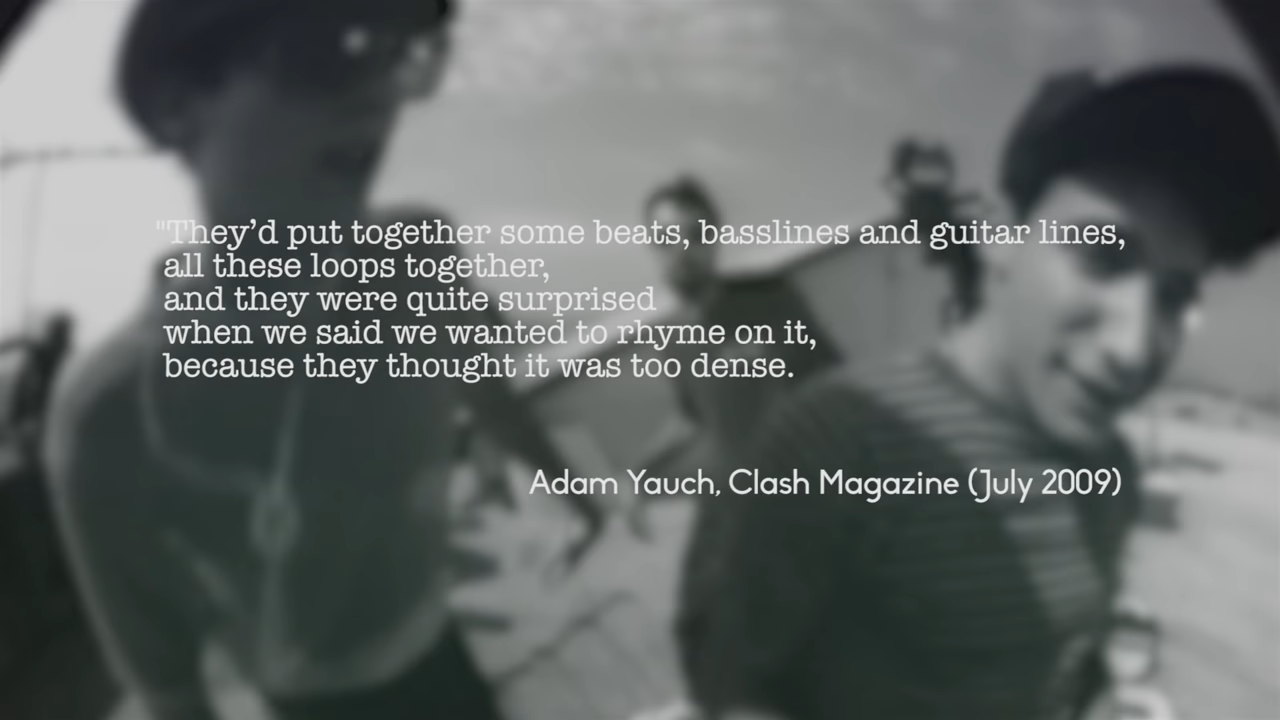 "They’d put together some beats, basslines and guitar lines,
all these loops together,
and they were quite surprised
when we said we wanted to rhyme on it,
because they thought it was too dense.
Adam Yauch, Clash Magazine (July 2009)